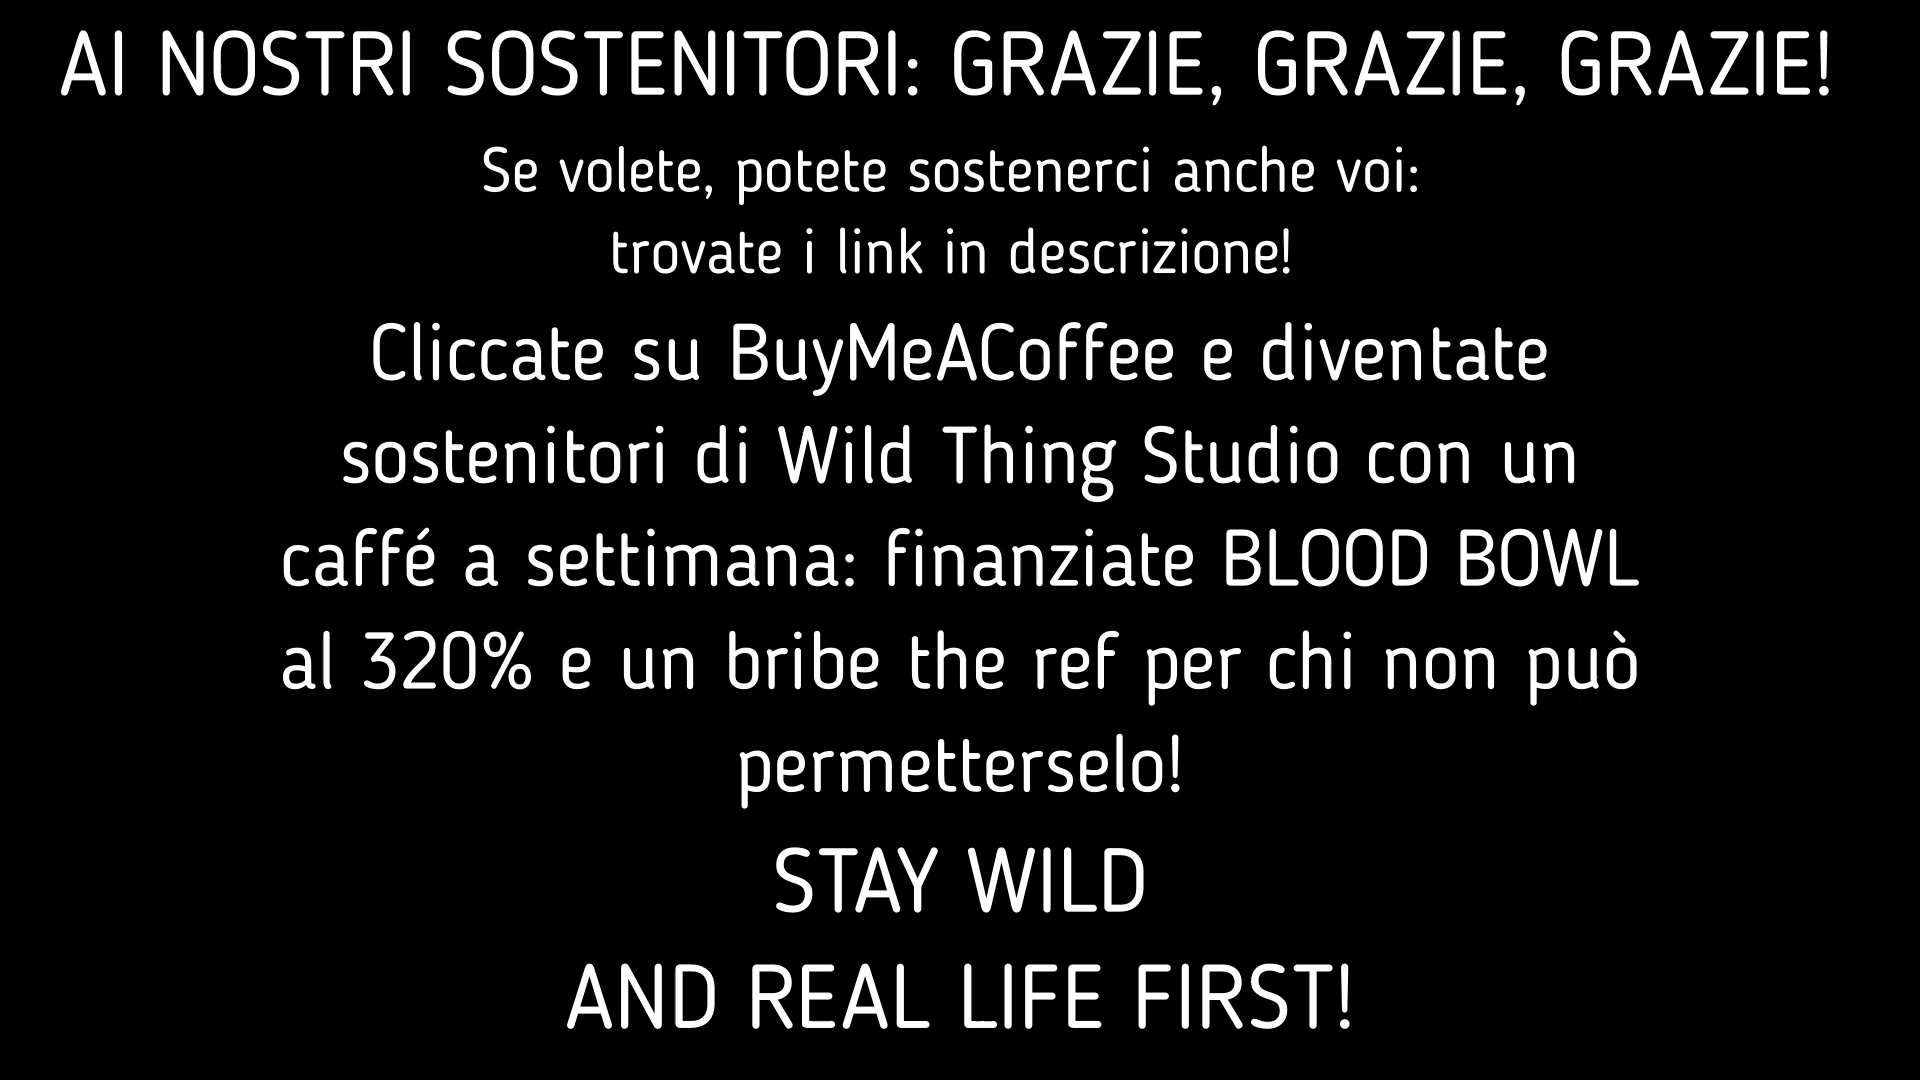 AI NOSTRI SOSTENITORI: GRAZIE, GRAZIE, GRAZIE!
Se volete, potete sostenerci anche voi:
trovate i link in descrizione!
Cliccate su BuyMeACoffee e diventate
sostenitori di Wild Thing Studio con un
caffé a settimana: finanziate BLOOD BOWL
al 320% e un bribe the ref per chi non può
permetterselo!
STAY WILD
AND REAL LIFE FIRST!